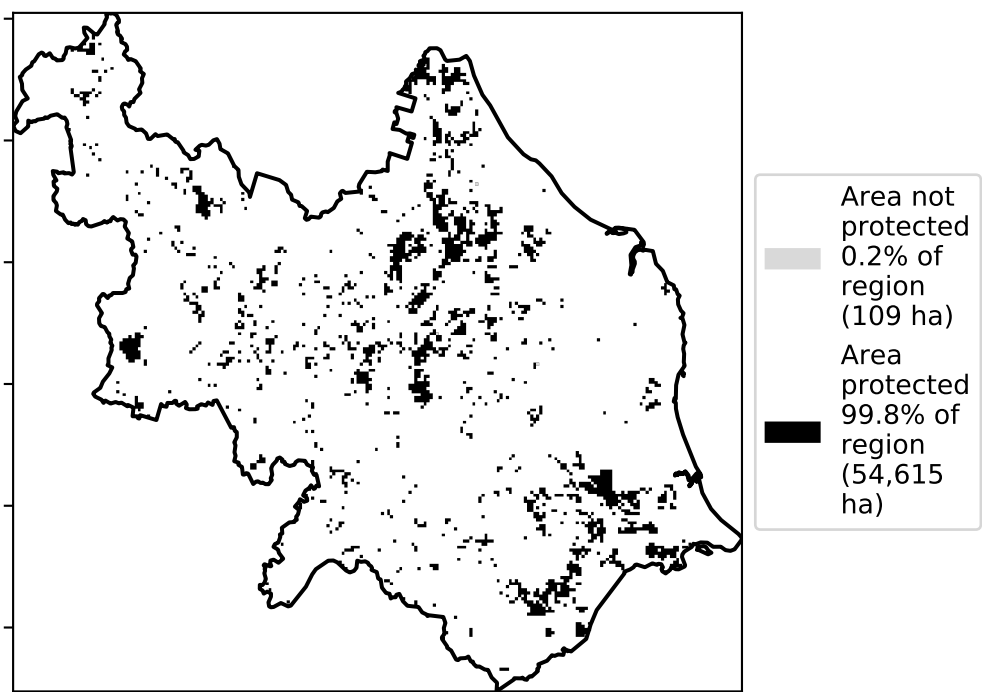 Area not
protected
0.2% of
region
(109 ha)
Area
protected
99.8% of
region
(54,615
ha)